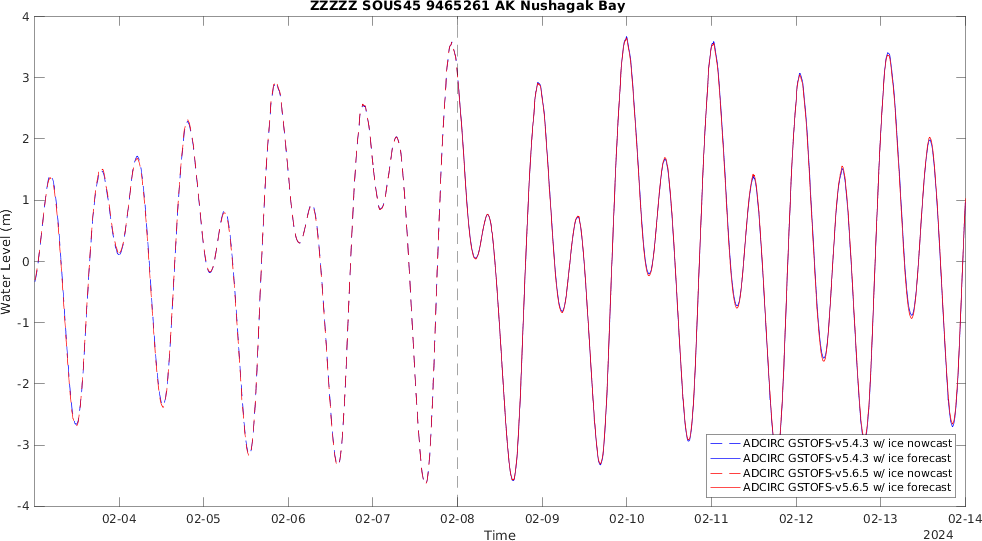 ZZZZZ SOUS45 9465261 AK Nushagak Bay
4
3
2
1
0
-1
-2
-3
-4
Water Level (m)
ADCIRC GSTOFS-v5.4.3 w/ ice nowcast
ADCIRC GSTOFS-v5.4.3 w/ ice forecast
ADCIRC GSTOFS-v5.6.5 w/ ice nowcast
ADCIRC GSTOFS-v5.6.5 w/ ice forecast
02-04 02-05 02-06 02-07 02-08 02-09 02-10 02-11 02-12 02-13 02-14
Time
2024